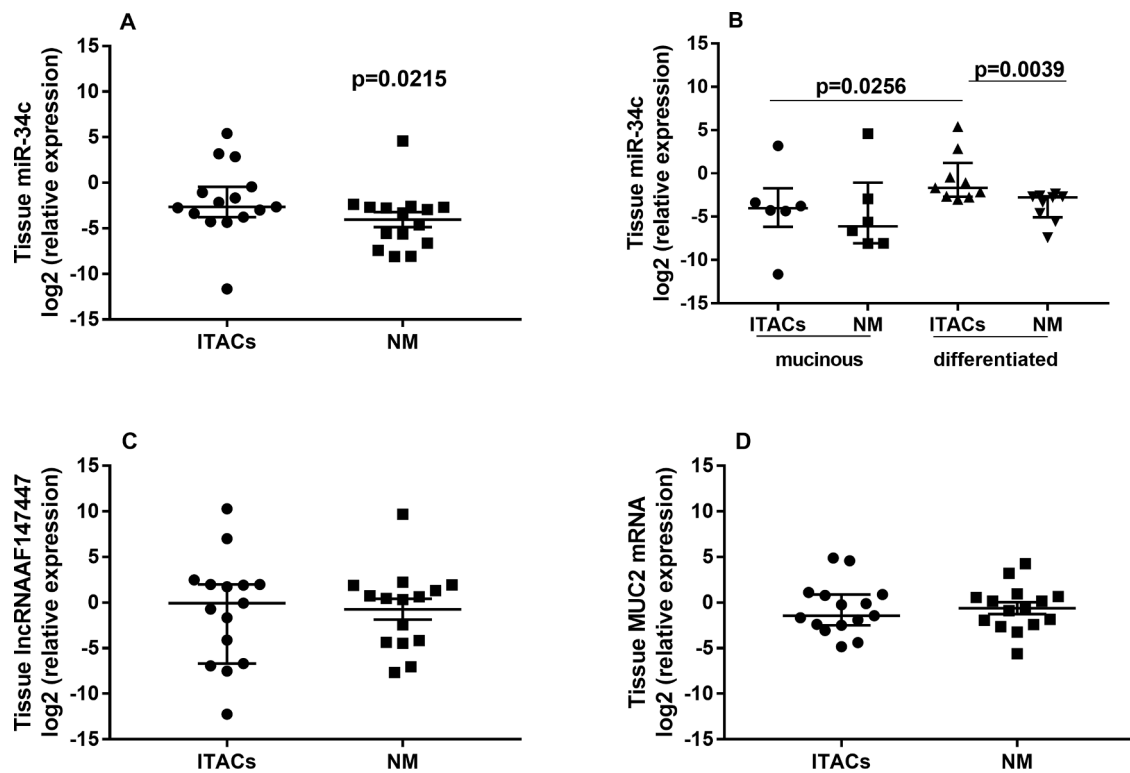 A
Tissue miR-34c
log2 (relative expression)
15
10
5
0
-5
-10
-15
p=0.0215
ITACs NM
B
Tissue miR-34c
log2 (relative expression)
15
10
5
0
-5
-10
-15
p=0.0256
p=0.0039
ITACs NM ITACs NM
mucinous differentiated
C
Tissue lncRNAAF147447
log2 (relative expression)
15
10
5
0
-5
-10
-15
ITACs NM
D
Tissue MUC2 mRNA
log2 (relative expression)
15
10
5
0
-5
-10
-15
ITACs NM